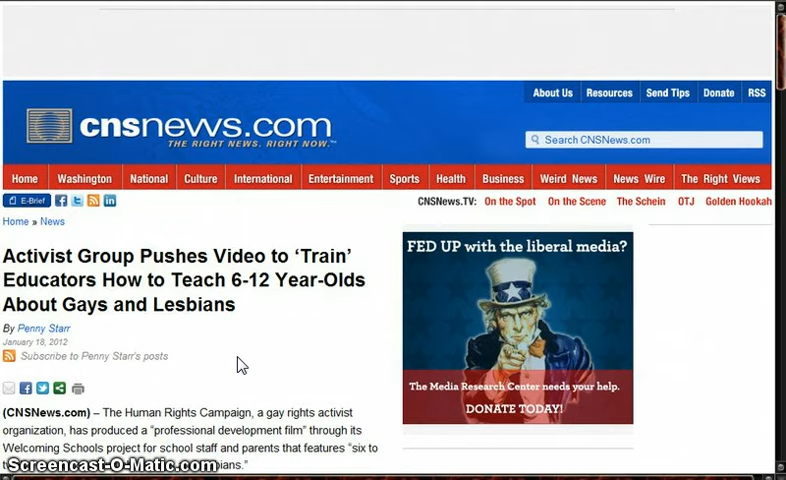 About Us Resources Send Tips Donate RSS
cnsnews.com
THE RIGHT NEWS. RIGHT NOW.™
Search CNSNews.com
Home Washington National Culture International Entertainment Sports Health Business Weird News News Wire The Right Views
E-Brief
CNSNews.TV: On the Spot On the Scene The Schein OTJ Golden Hookah
Home » News
Activist Group Pushes Video to ‘Train’
Educators How to Teach 6-12 Year-Olds
About Gays and Lesbians
By Penny Starr
January 18, 2012
Subscribe to Penny Starr's posts
(CNSNews.com) – The Human Rights Campaign, a gay rights activist
organization, has produced a “professional development film” through its
Welcoming Schools project for school staff and parents that features “six to
FED UP with the liberal media?
The Media Research Center needs your help.
DONATE TODAY!
Screencast-O-Matic.com